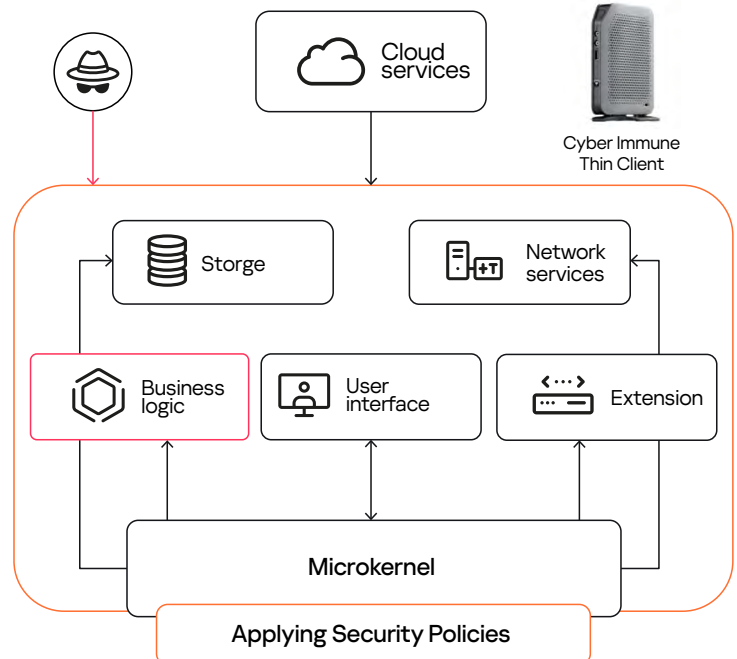 Cloud
services
Cyber Immune
Thin Client
Storge
Network
services
+T
Business
logic
User
interface
Extension
Microkernel
Applying Security Policies